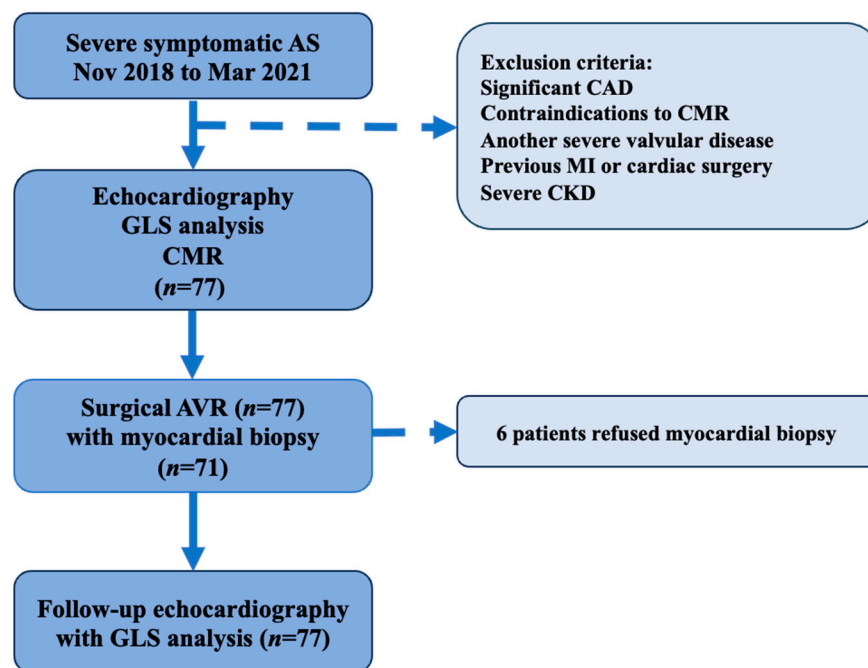 Severe symptomatic AS
Nov 2018 to Mar 2021
Exclusion criteria:
Significant CAD
Contraindications to CMR
Another severe valvular disease
Previous MI or cardiac surgery
Severe CKD
Echocardiography
GLS analysis
CMR
(n=77)
Surgical AVR (n=77)
with myocardial biopsy
(n=71)
6 patients refused myocardial biopsy
Follow-up echocardiography
with GLS analysis (n=77)